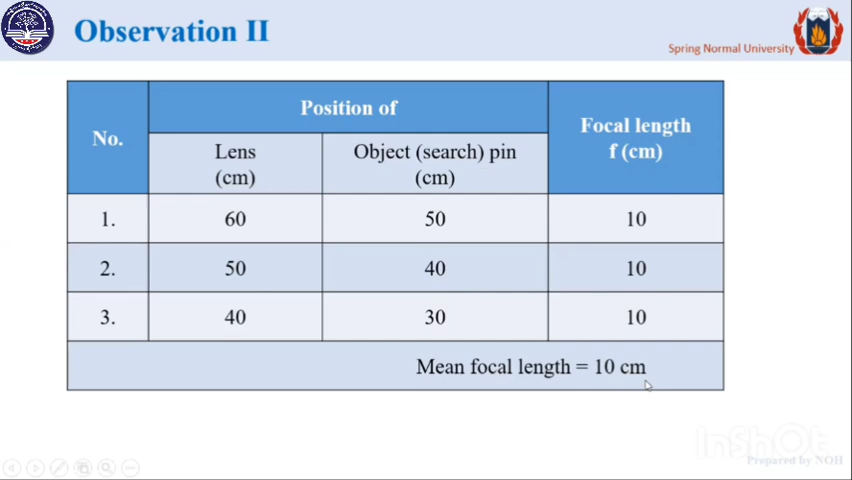 Observation II
Spring Normal University
No.
Position of
Focal length
f (cm)
Lens
(cm)
Object (search) pin
(cm)
1. 60 50 10
2. 50 40 10
3. 40 30 10
Mean focal length = 10 cm
InShOt
Prepared by NOH